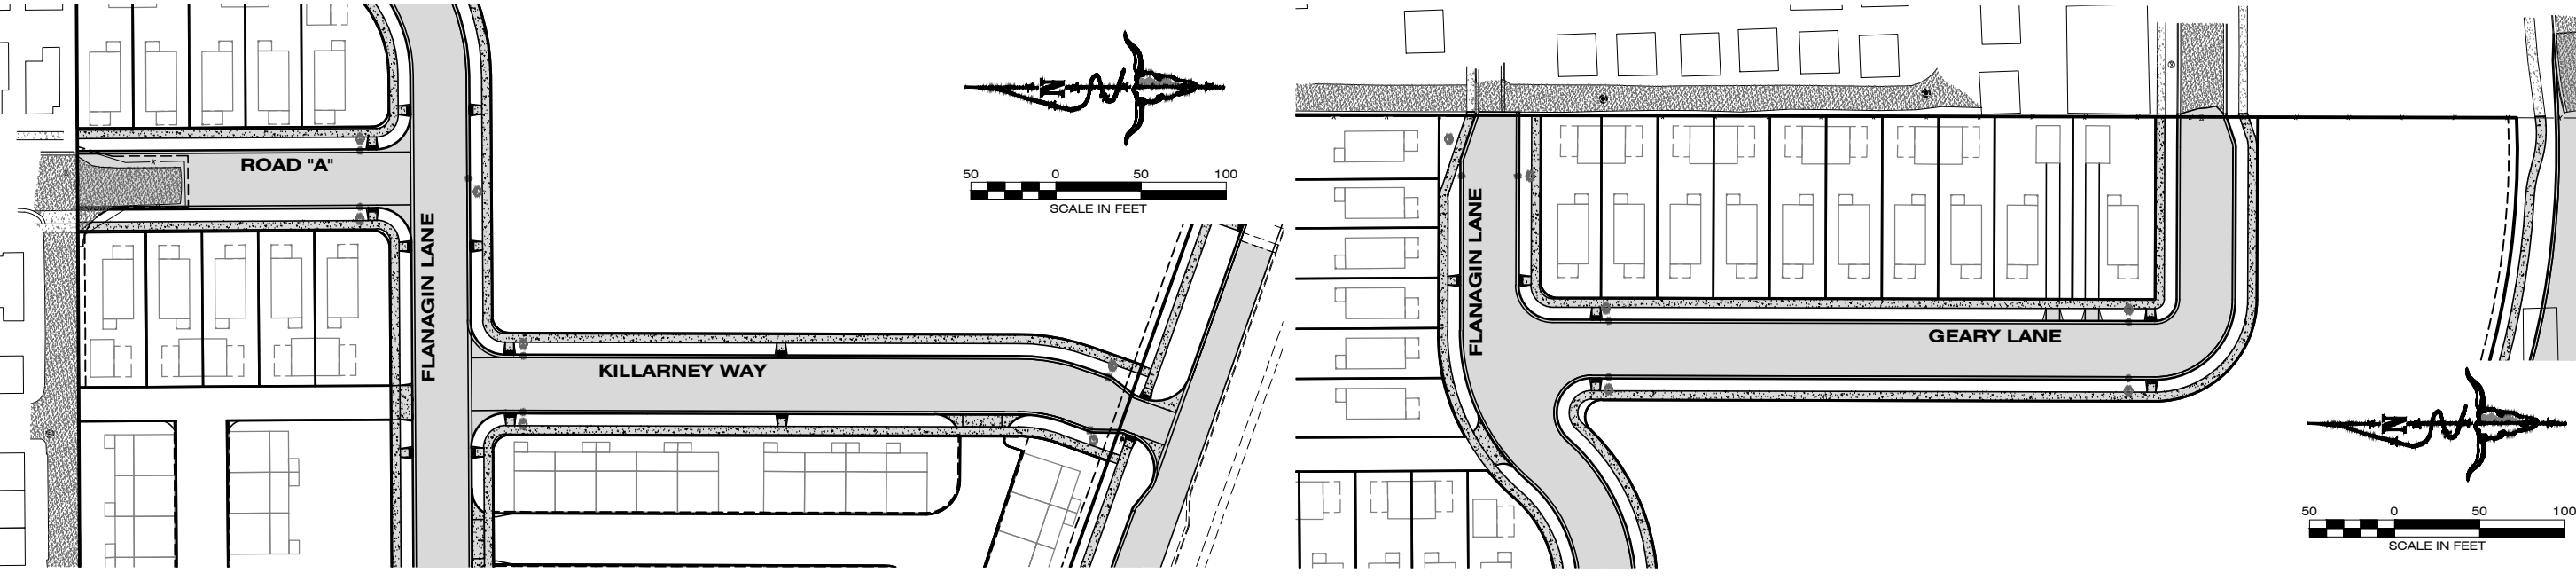 ROAD "A"
FLANAGIN LANE
KILLARNEY WAY
N
50 0 50 100
SCALE IN FEET
FLANAGIN LANE
GEARY LANE
N
50 0 50 100
SCALE IN FEET